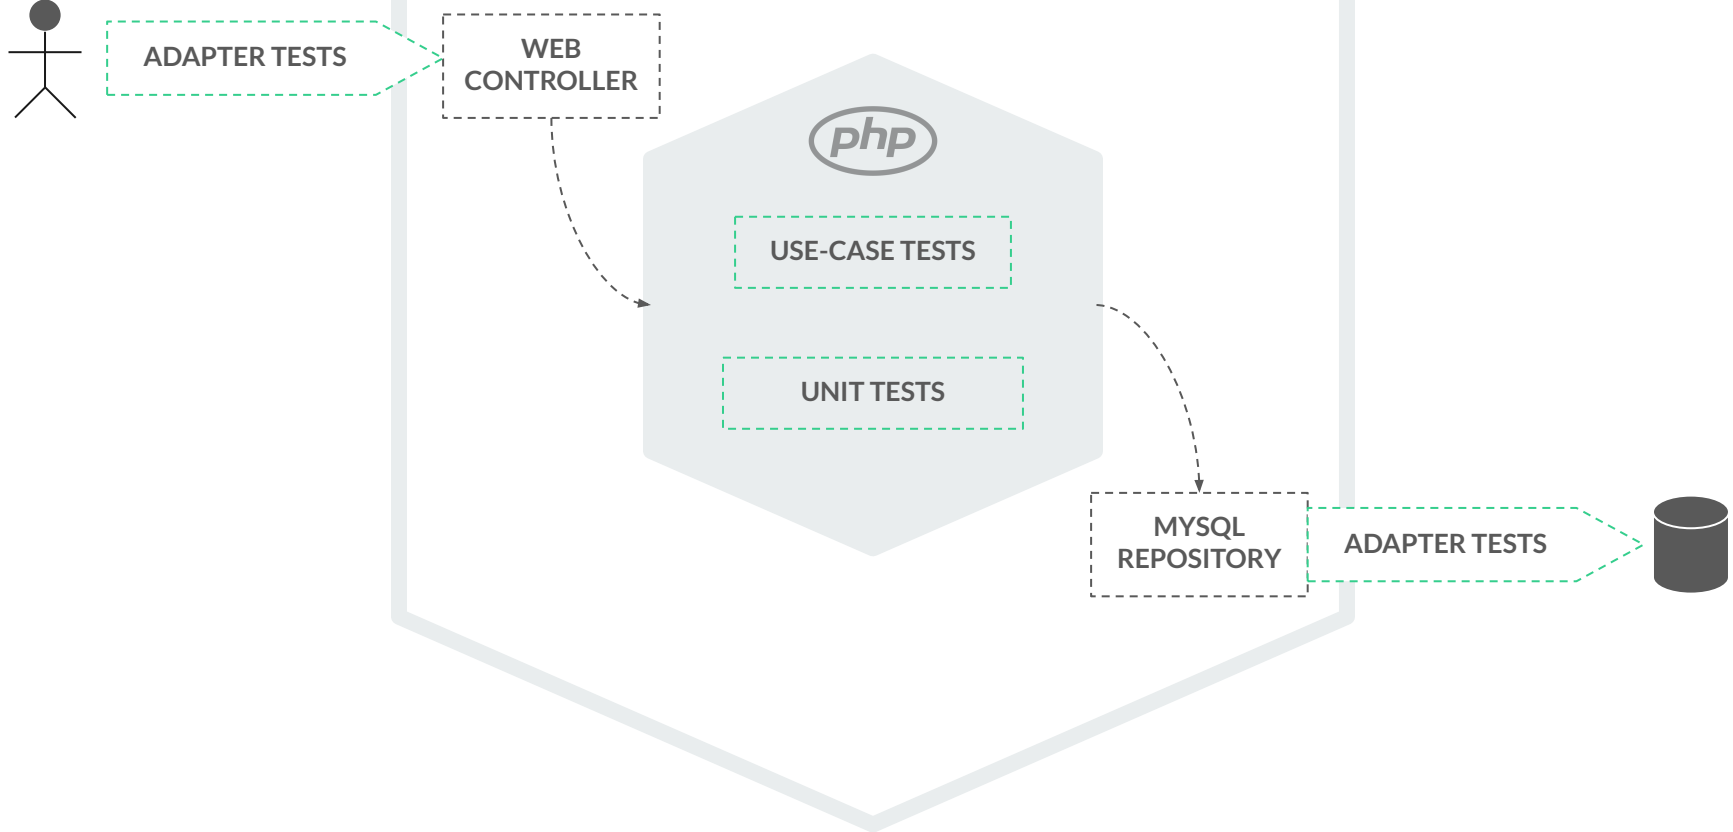 ADAPTER TESTS
WEB
CONTROLLER
php
USE-CASE TESTS
UNIT TESTS
MYSQL
REPOSITORY
ADAPTER TESTS